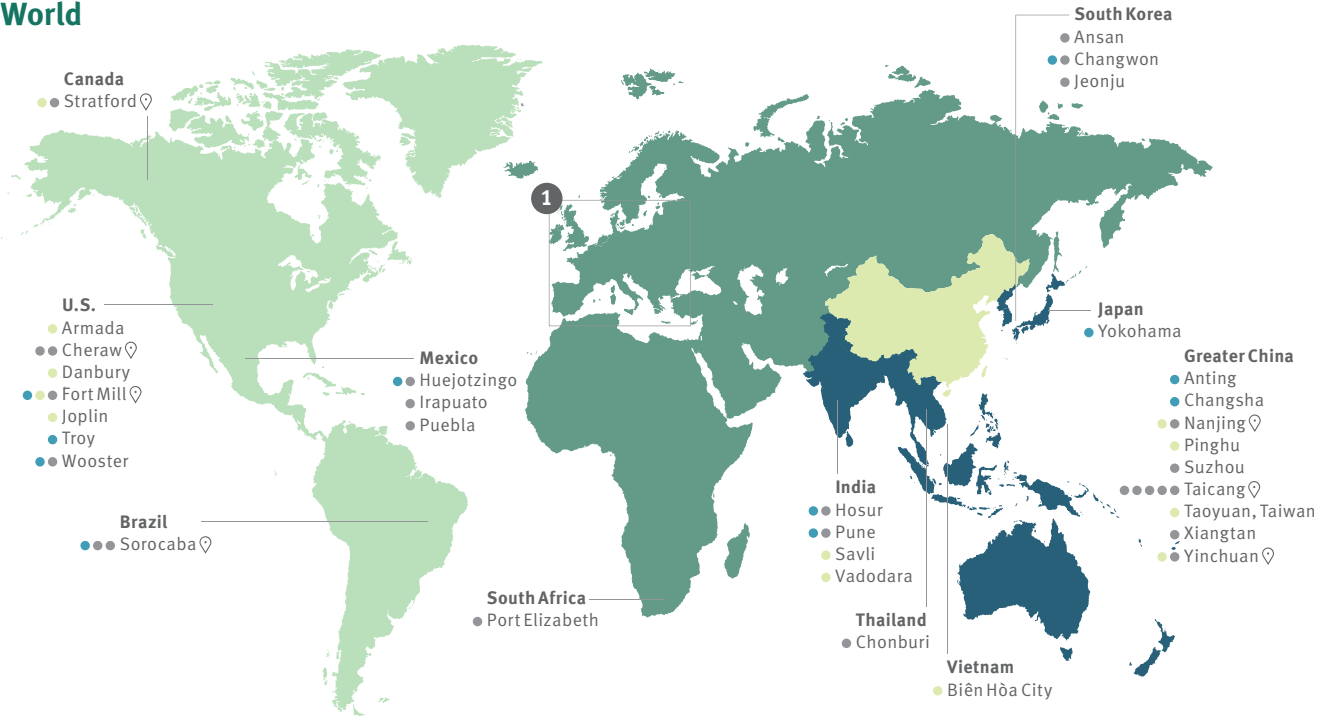 World
Canada
Stratford
U.S.
Armada
Cheraw
Danbury
Fort Mill
Joplin
Troy
Wooster
Mexico
Huejotzingo
Irapuato
Puebla
Brazil
Sorocaba
1
South Africa
Port Elizabeth
South Korea
Ansan
Changwon
Jeonju
Japan
Yokohama
Greater China
Anting
Changsha
Nanjing
Pinghu
Suzhou
Taicang
Taoyuan, Taiwan
Xiangtan
Yinchuan
India
Hosur
Pune
Savli
Vadodara
Thailand
Chonburi
Vietnam
Biên Hòa City